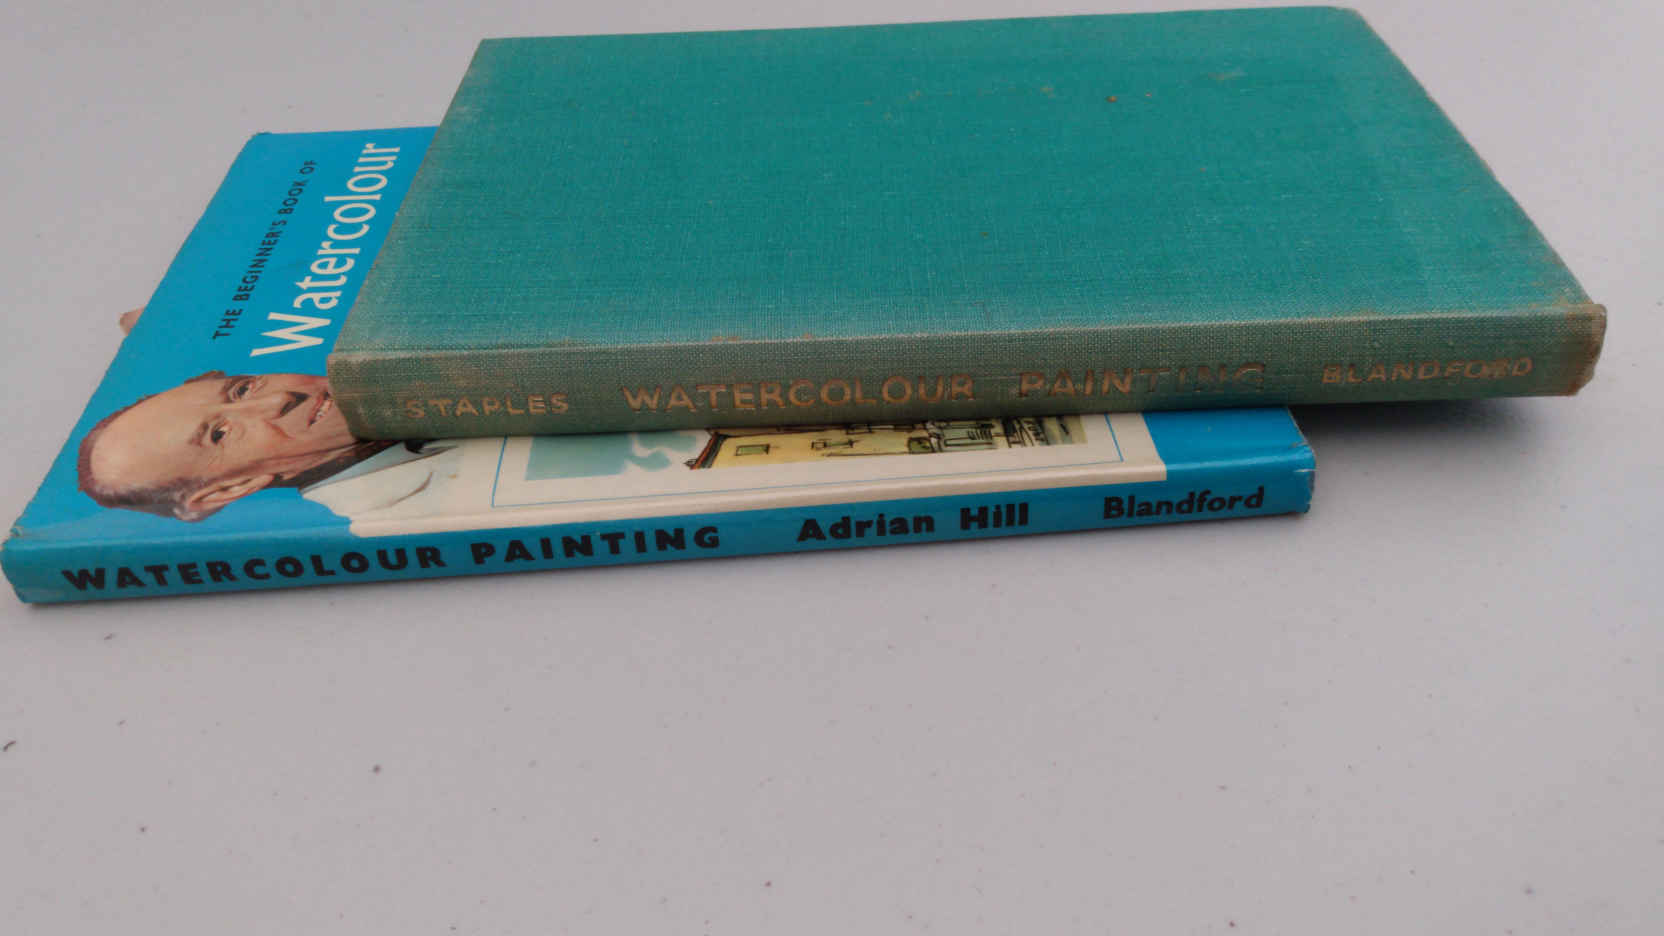 THE BEGINNER'S BOOK OF
Watercolour
STAPLES WATERCOLOUR PAINTING BLANDFORD
WATERCOLOUR PAINTING Adrian Hill Blandford